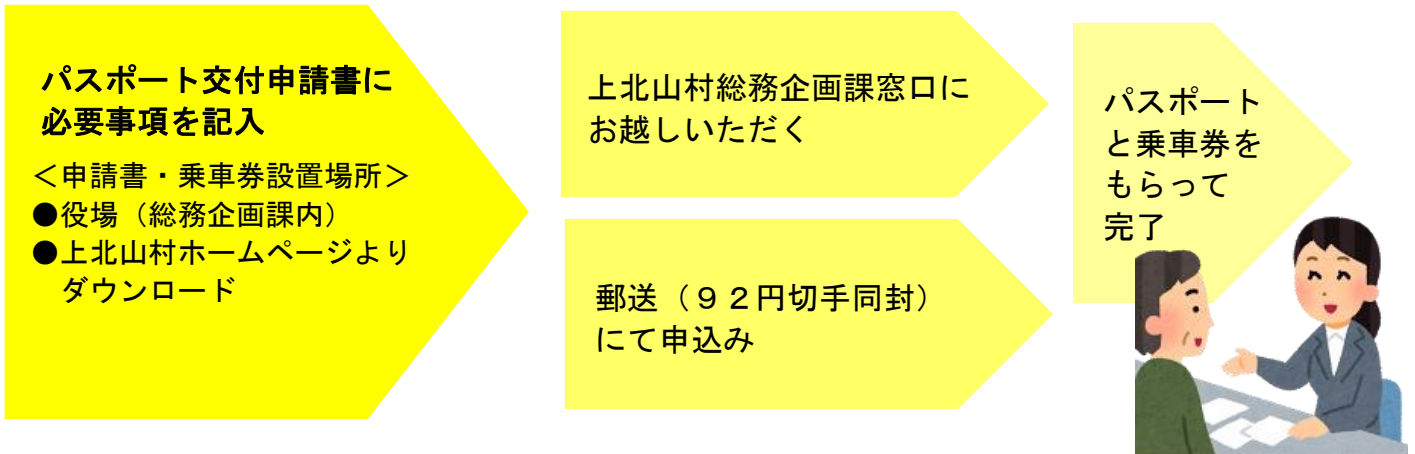 パスポート交付申請書に
必要事項を記入
＜申請書・乗車券設置場所＞
●役場（総務企画課内）
●上北山村ホームページより
ダウンロード
上北山村総務企画課窓口に
お越しいただく
郵送（９２円切手同封）
にて申込み
パスポート
と乗車券を
もらって
完了